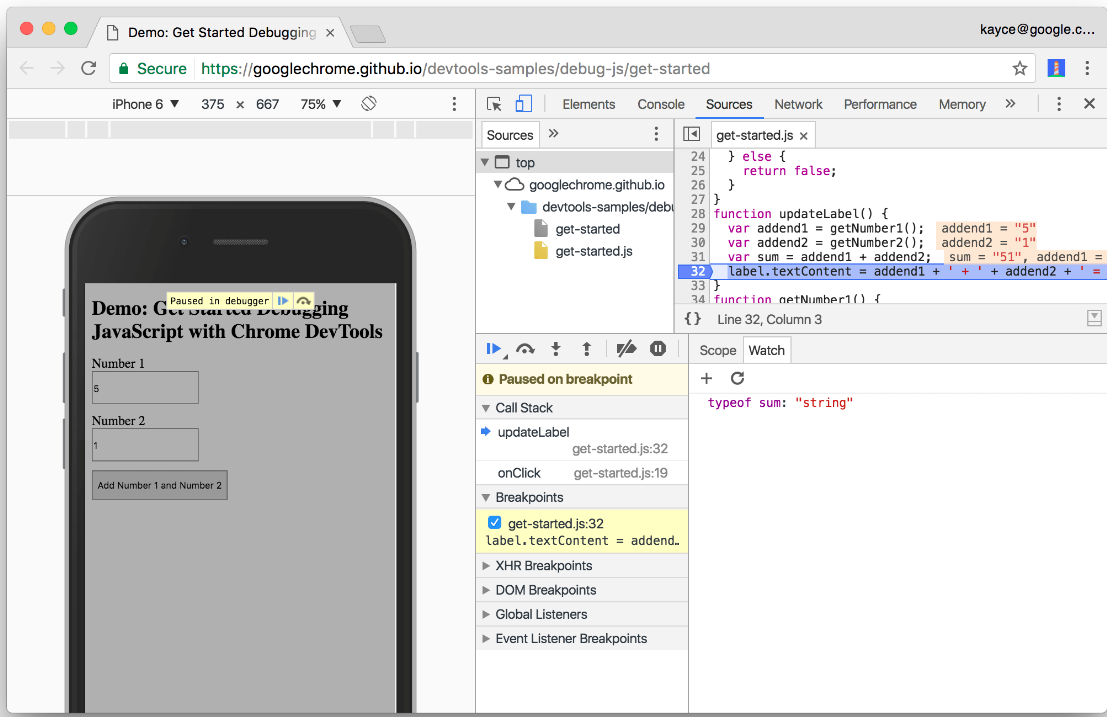 Demo: Get Started Debugging
kayce@google.c...
Secure
https://googlechrome.github.io/devtools-samples/debug-js/get-started
iPhone 6 375 × 667 75%
Elements Console Sources Network Performance Memory »
Sources »
get-started.js ×
top
googlechrome.github.io
devtools-samples/debu
get-started
get-started.js
24 } else {
25 return false;
26 }
27 }
28 function updateLabel() {
29 var addend1 = getNumber1(); addend1 = "5"
30 var addend2 = getNumber2(); addend2 = "1"
31 var sum = addend1 + addend2; sum = "51", addend1 =
32 label.textContent = addend1 + ' + ' + addend2 + ' =
33 }
34 function getNumber1() {
{} Line 32, Column 3
Paused in debugger
Demo: Get Started Debugging
JavaScript with Chrome DevTools
Number 1
5
Number 2
1
Add Number 1 and Number 2
Paused on breakpoint
Call Stack
updateLabel
get-started.js:32
onClick get-started.js:19
Breakpoints
get-started.js:32
label.textContent = addend…
XHR Breakpoints
DOM Breakpoints
Global Listeners
Event Listener Breakpoints
Scope Watch
typeof sum: "string"